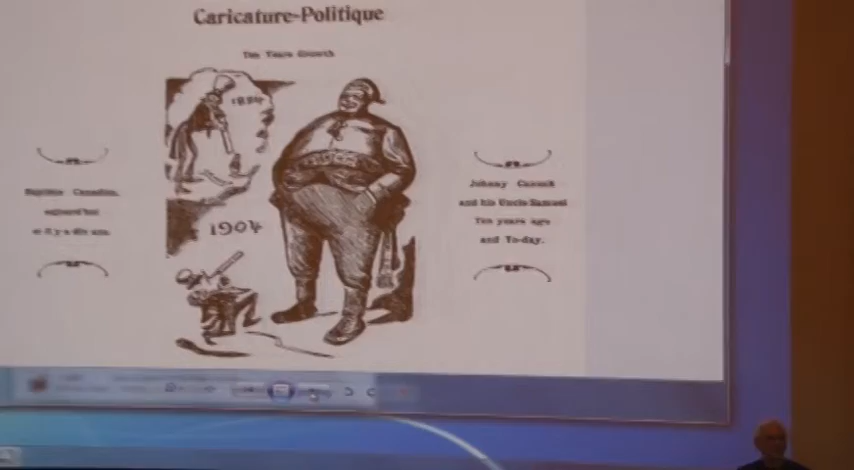 Caricature-Politique
Ten Years Growth
1894
1904
Baptiste Canadien,
aujourd'hui
et il y a dix ans.
Johnny Canuck
and his Uncle Samuel
Ten years ago
and To-day.